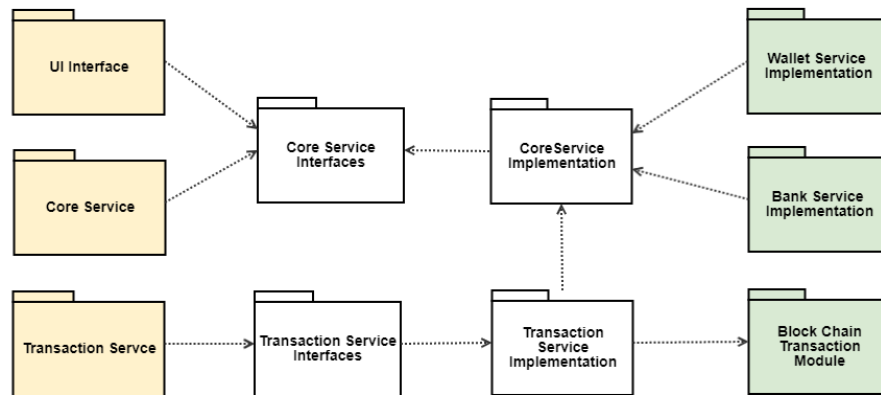 UI Interface
Wallet Service
Implementation
Core Service
Interfaces
CoreService
Implementation
Core Service
Bank Service
Implementation
Transaction Servce
Transaction Service
Interfaces
Transaction
Service
Implementation
Block Chain
Transaction
Module